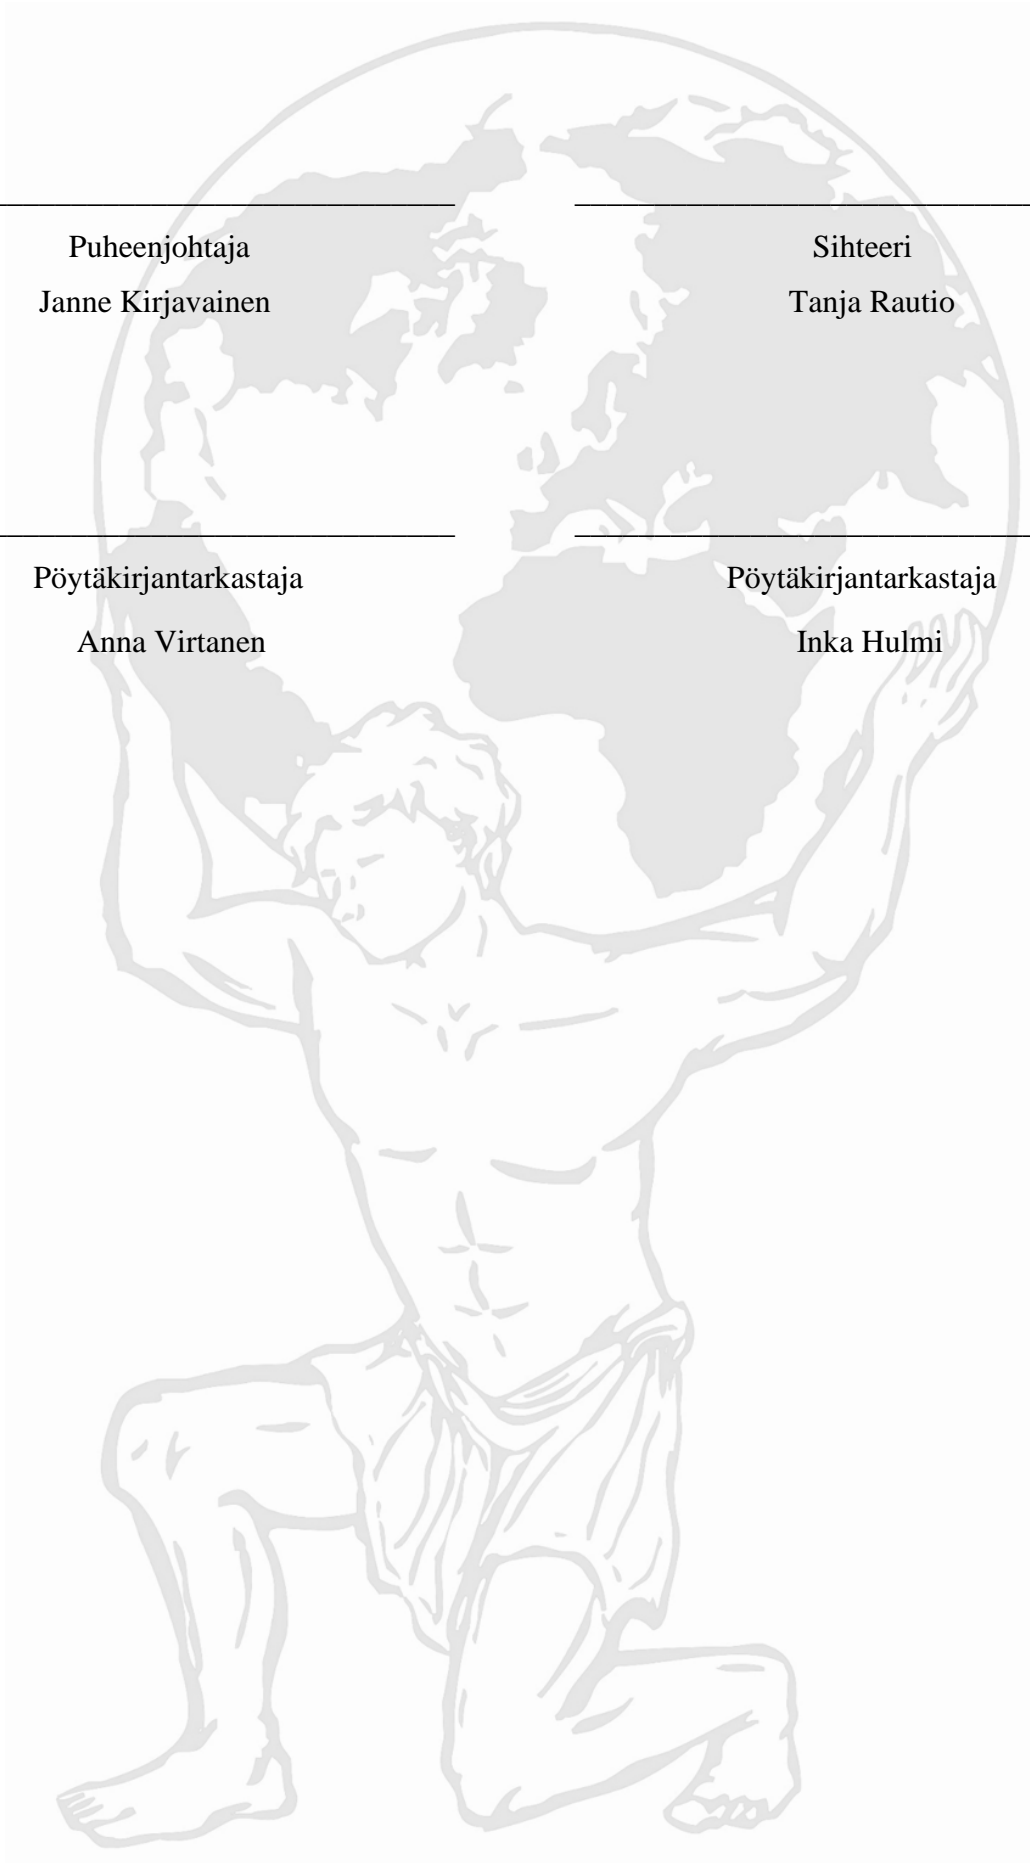 Puheenjohtaja Sihteeri
Janne Kirjavainen Tanja Rautio
Pöytäkirjantarkastaja Pöytäkirjantarkastaja
Anna Virtanen Inka Hulmi